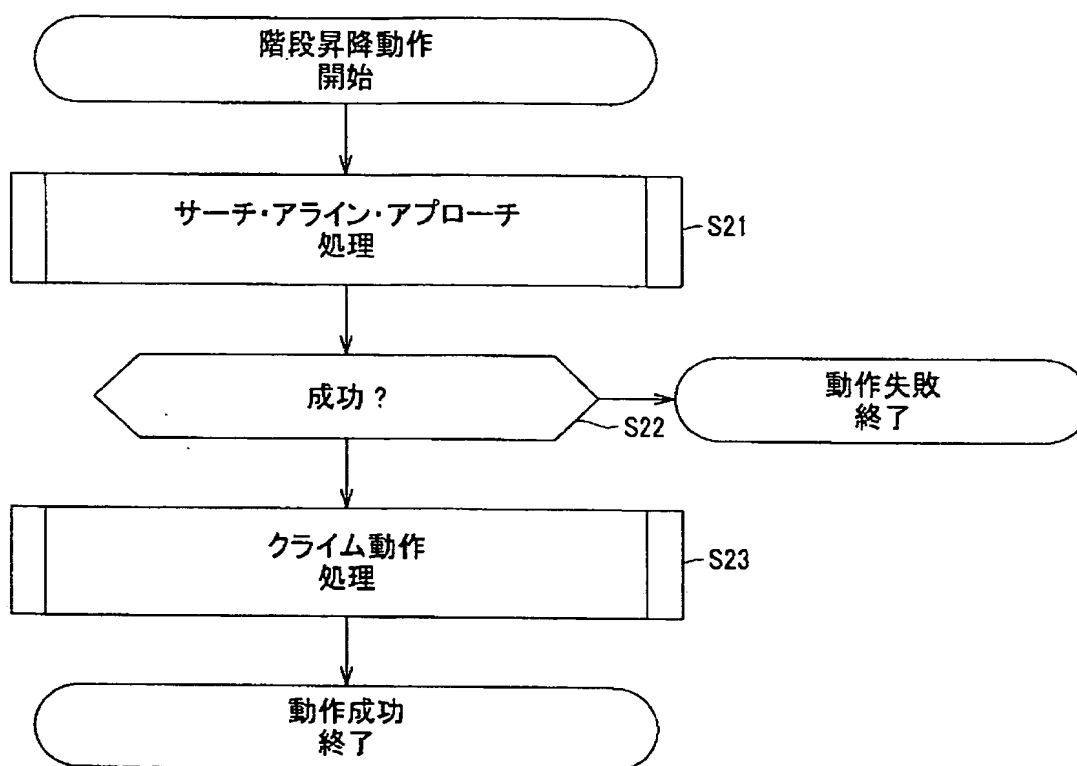 階段昇降動作
開始
サーチ・アライン・アプローチ
処理
S21
成功?
S22
動作失敗
終了
クライム動作
処理
S23
動作成功
終了